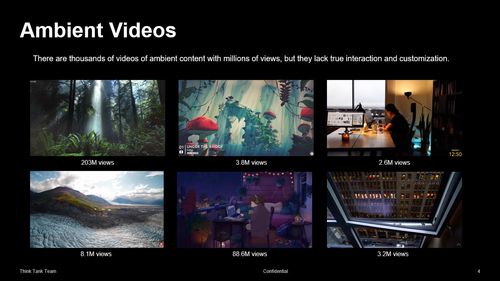 Ambient Videos
There are thousands of videos of ambient content with millions of views, but they lack true interaction and customization.
UNDER THE BRIDGE
12:50
203M views
3.8M views
2.6M views
8.1M views
88.6M views
3.2M views
Think Tank Team
Confidential
4